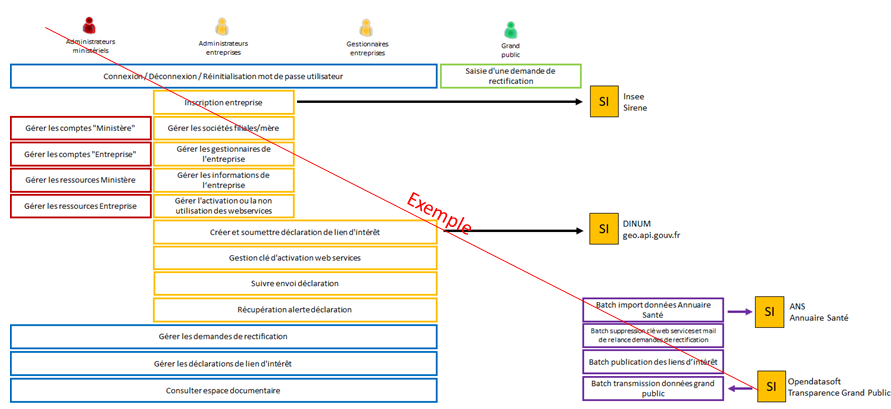 Administrateurs
ministériels
Administrateurs
entreprises
Gestionnaires
entreprises
Grand
public
Connexion / Déconnexion / Réinitialisation mot de passe utilisateur
Saisie d'une demande de
rectification
Inscription entreprise
SI
Insee
Sirene
Gérer les comptes "Ministère"
Gérer les sociétés filiales/mère
Gérer les comptes "Entreprise"
Gérer les gestionnaires de
l'entreprise
Gérer les ressources Ministère
Gérer les informations de
l'entreprise
Gérer les ressources Entreprise
Gérer l'activation ou la non
utilisation des webservices
Exemple
Créer et soumettre déclaration de lien d'intérêt
SI
DINUM
geo.api.gouv.fr
Gestion clé d'activation web services
Suivre envoi déclaration
Récupération alerte déclaration
Batch import données Annuaire
Santé
SI
ANS
Annuaire Santé
Gérer les demandes de rectification
Batch suppression clé web services et mail
de relance demandes de rectification
Gérer les déclarations de lien d'intérêt
Batch publication des liens d'intérêt
Consulter espace documentaire
Batch transmission données grand
public
SI
Opendatasoft
Transparence Grand Public